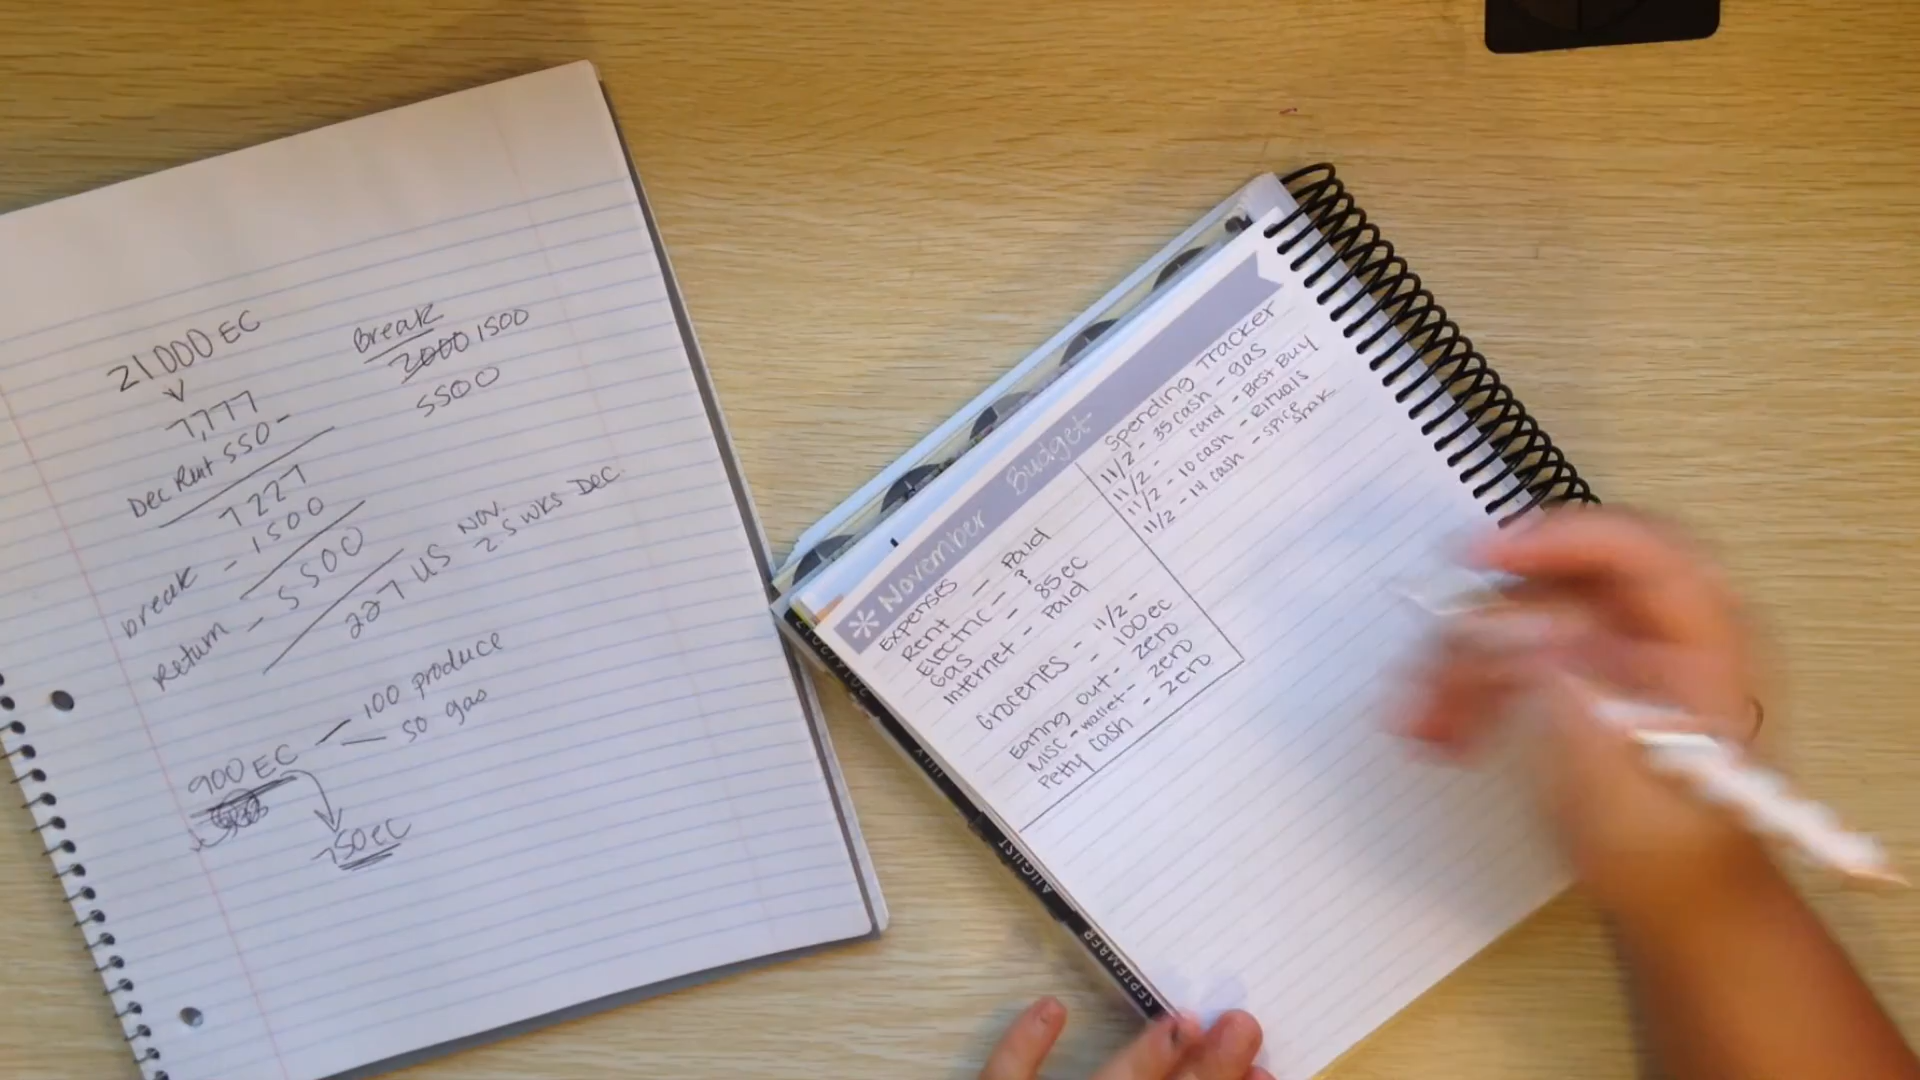 21000 EC
7,777
Dec Rent 550 -
7227
break - 1500
Return - 5500
227 US
Nov.
2 5 wks Dec.
Break
2000 1500
5500
900 EC
100 produce
50 gas
750 EC
* November Budget
Expenses
Rent — Paid
Electric — ?
Gas - 85 EC
Internet - Paid
Groceries - 11/2 -
- 100 EC
Eating out - zero
Misc - wallet - zero
Petty cash - zero
Spending Tracker
11/2 - 35 cash - gas
11/2 - card - Best Buy
11/2 - 10 cash - Rituals
11/2 - 14 cash - spice
shak
JULY
AUGUST
SEPTEMBER